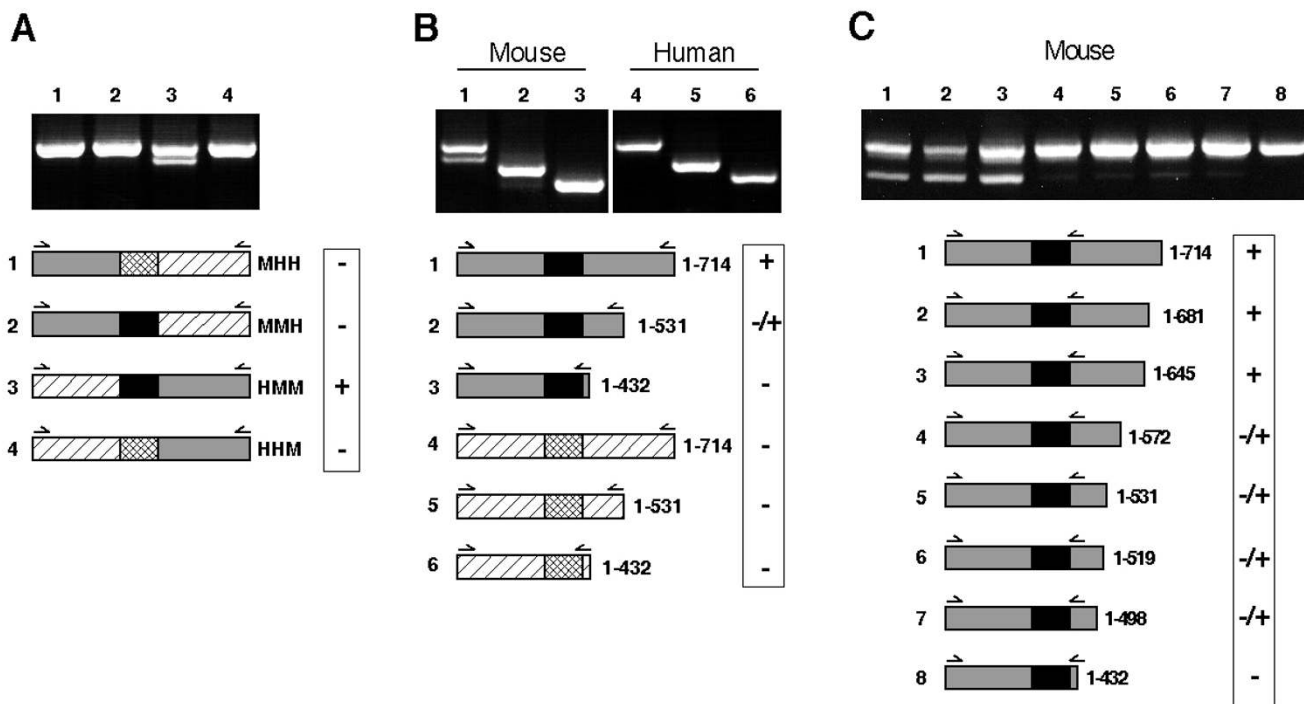 A
1 2 3 4
1 MHH -
2 MMH -
3 HMM +
4 HHM -
B
Mouse Human
1 2 3 4 5 6
1 1-714 +
2 1-531 -/+
3 1-432 -
4 1-714 -
5 1-531 -
6 1-432 -
C
Mouse
1 2 3 4 5 6 7 8
1 1-714 +
2 1-681 +
3 1-645 +
4 1-572 -/+
5 1-531 -/+
6 1-519 -/+
7 1-498 -/+
8 1-432 -